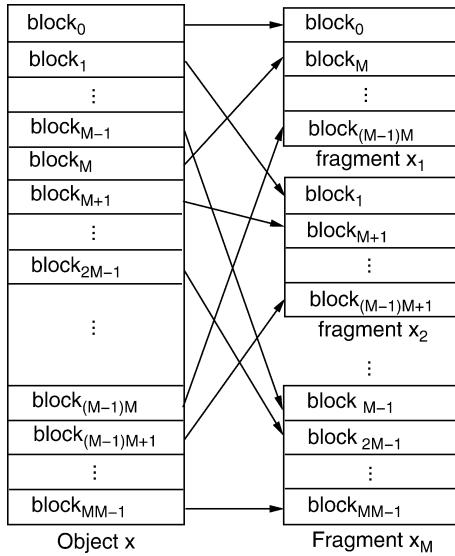 block₀
block₁
⋮
block_M-1
block_M
block_M+1
⋮
block_2M-1
⋮
block_(M-1)M
block_(M-1)M+1
⋮
block_MM-1
Object x
block₀
block_M
⋮
block_(M-1)M
fragment x₁
block₁
block_M+1
⋮
block_(M-1)M+1
fragment x₂
⋮
block_M-1
block_2M-1
⋮
block_MM-1
Fragment x_M